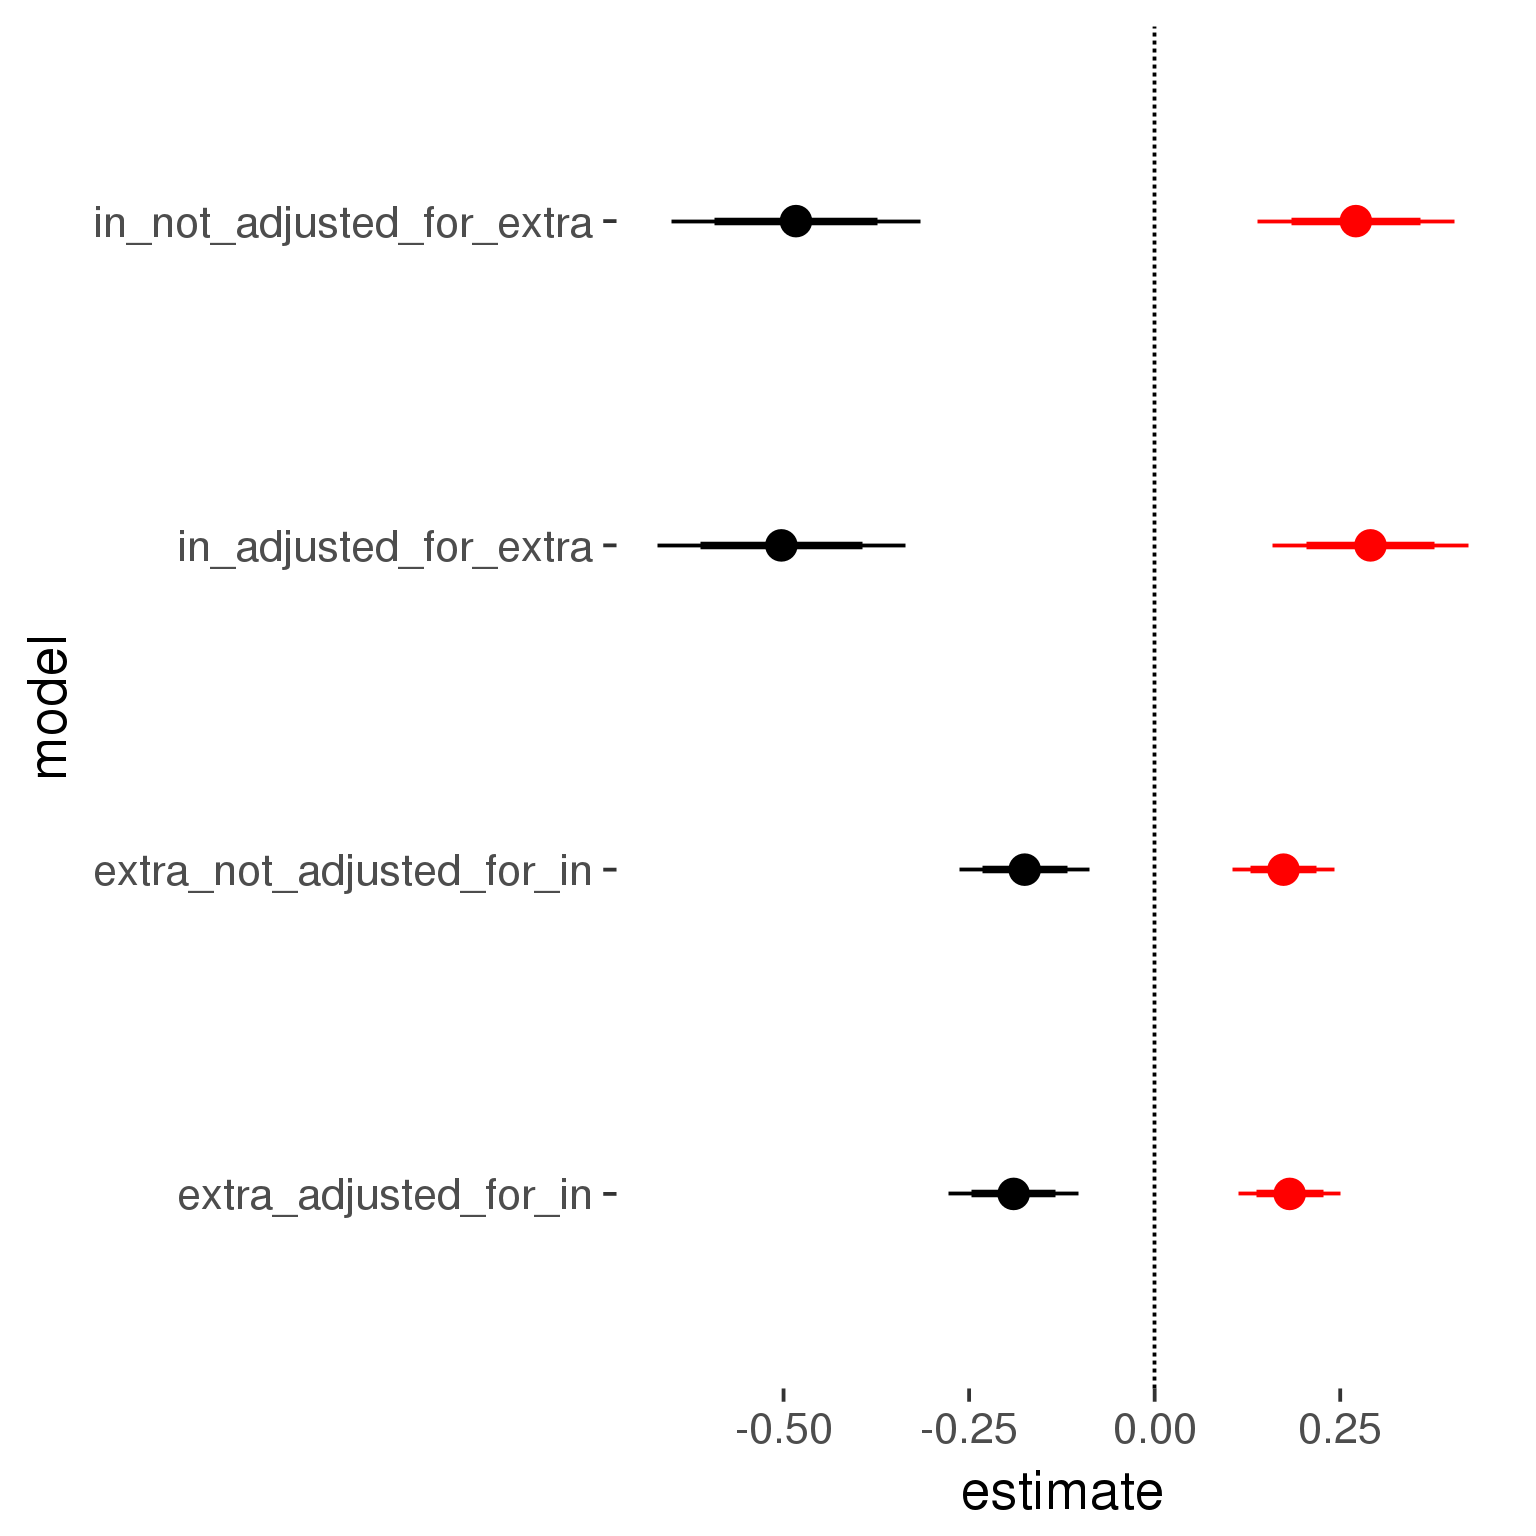 in_not_adjusted_for_extra
in_adjusted_for_extra
model
extra_not_adjusted_for_in
extra_adjusted_for_in
-0.50 -0.25 0.00 0.25
estimate